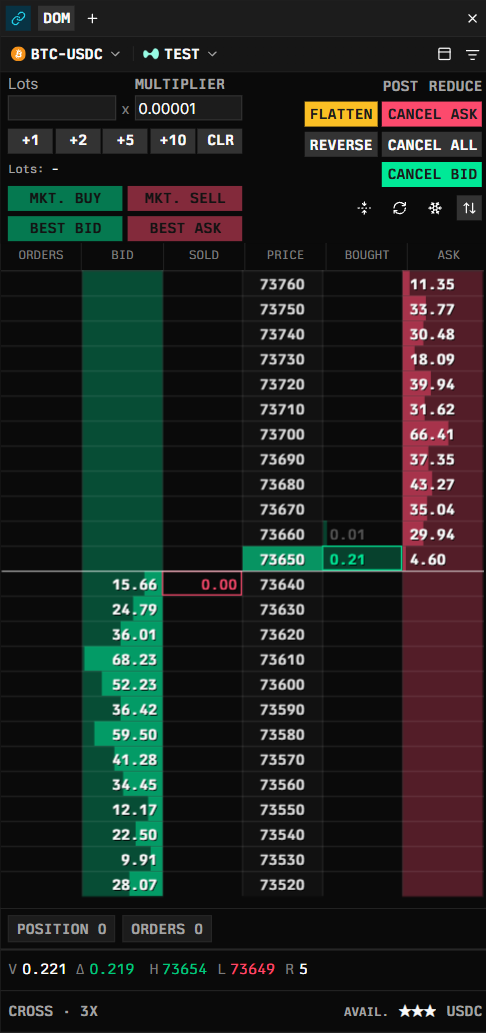 DOM +
BTC-USDC TEST
Lots MULTIPLIER POST REDUCE
x 0.00001 FLATTEN CANCEL ASK
+1 +2 +5 +10 CLR REVERSE CANCEL ALL
Lots: - CANCEL BID
MKT. BUY MKT. SELL
BEST BID BEST ASK
ORDERS BID SOLD PRICE BOUGHT ASK
73760 11.35
73750 33.77
73740 30.48
73730 18.09
73720 39.94
73710 31.62
73700 66.41
73690 37.35
73680 43.27
73670 35.04
73660 0.01 29.94
73650 0.21 4.60
15.66 0.00 73640
24.79 73630
36.01 73620
68.23 73610
52.23 73600
36.42 73590
59.50 73580
41.28 73570
34.45 73560
12.17 73550
22.50 73540
9.91 73530
28.07 73520
POSITION 0 ORDERS 0
V 0.221 Δ 0.219 H 73654 L 73649 R 5
CROSS · 3X AVAIL. ★★★ USDC